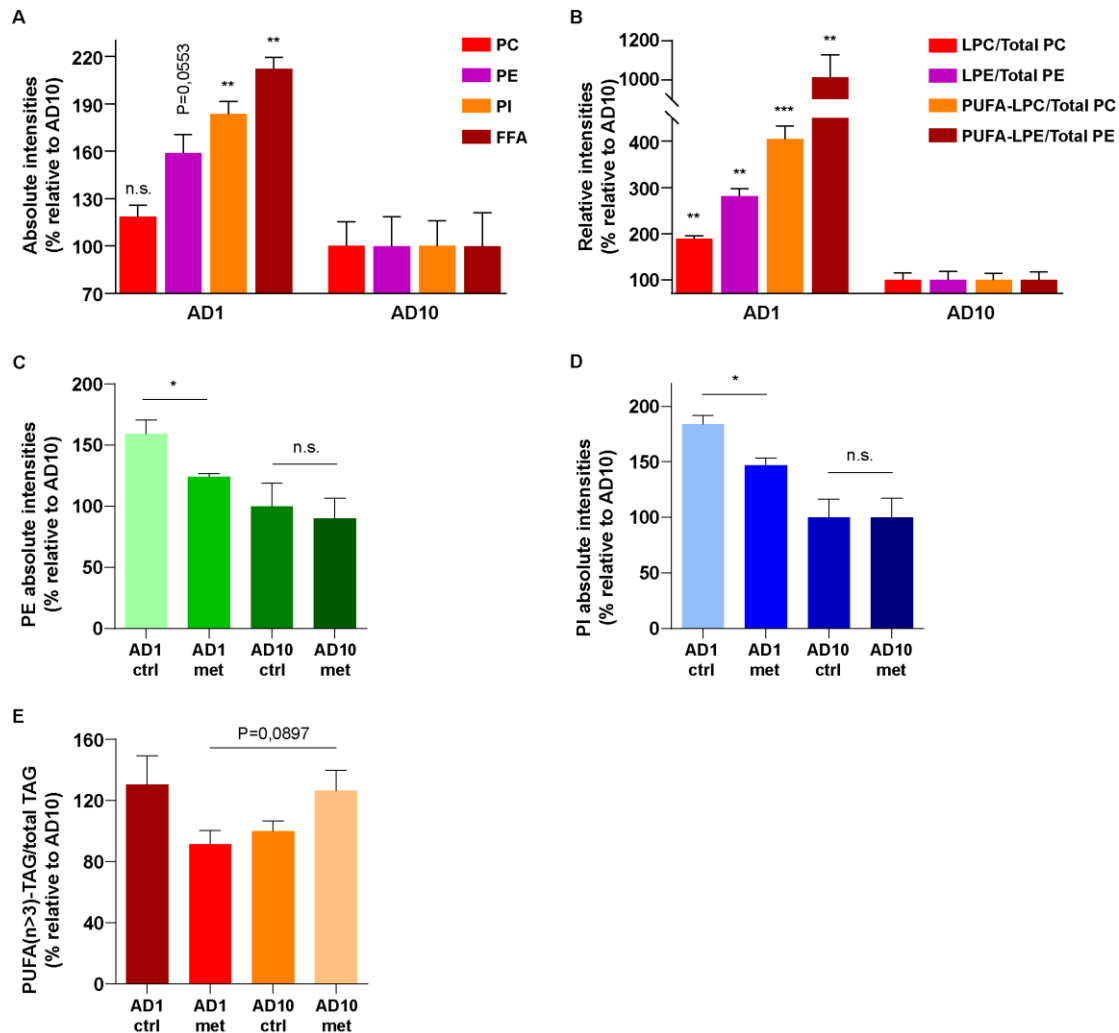 A
Absolute intensities
(% relative to AD10)
220
190
160
130
100
70
n.s.
P=0,0553
**
**
PC
PE
PI
FFA
AD1
AD10
B
Relative intensities
(% relative to AD10)
1200
1000
400
300
200
100
**
**
***
**
LPC/Total PC
LPE/Total PE
PUFA-LPC/Total PC
PUFA-LPE/Total PE
AD1
AD10
C
PE absolute intensities
(% relative to AD10)
200
150
100
50
0
*
n.s.
AD1 AD1 AD10 AD10
ctrl met ctrl met
D
PI absolute intensities
(% relative to AD10)
200
150
100
50
0
*
n.s.
AD1 AD1 AD10 AD10
ctrl met ctrl met
E
PUFA(n>3)-TAG/total TAG
(% relative to AD10)
160
120
80
40
0
P=0,0897
AD1 AD1 AD10 AD10
ctrl met ctrl met